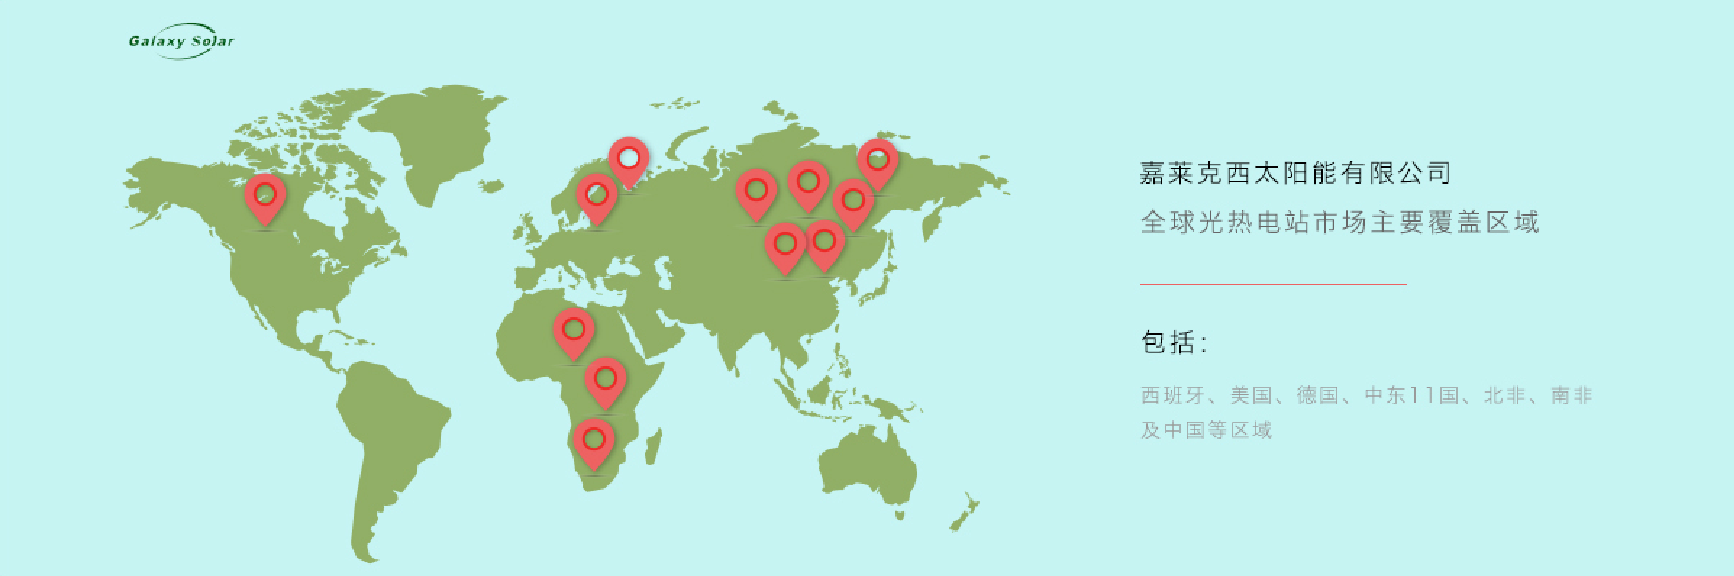 Galaxy Solar
嘉莱克西太阳能有限公司
全球光热电站市场主要覆盖区域
包括：
西班牙、美国、德国、中东11国、北非、南非
及中国等区域